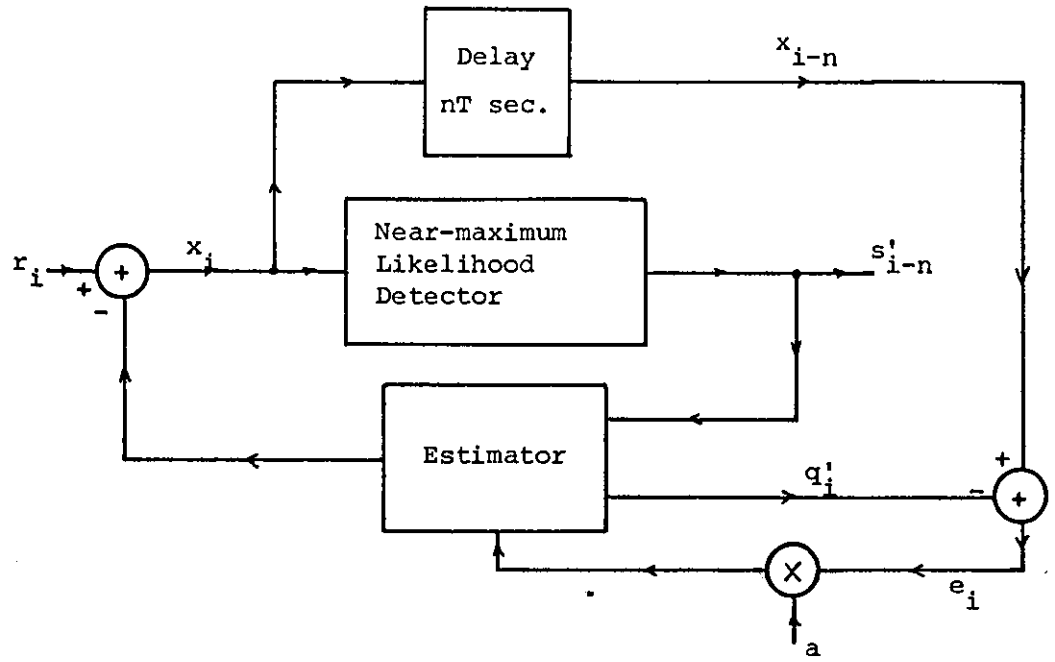 Delay
nT sec.
x_{i-n}
Near-maximum
Likelihood
Detector
r_i
+
+
-
x_i
s'_{i-n}
Estimator
q'_i
+
-
+
e_i
X
a